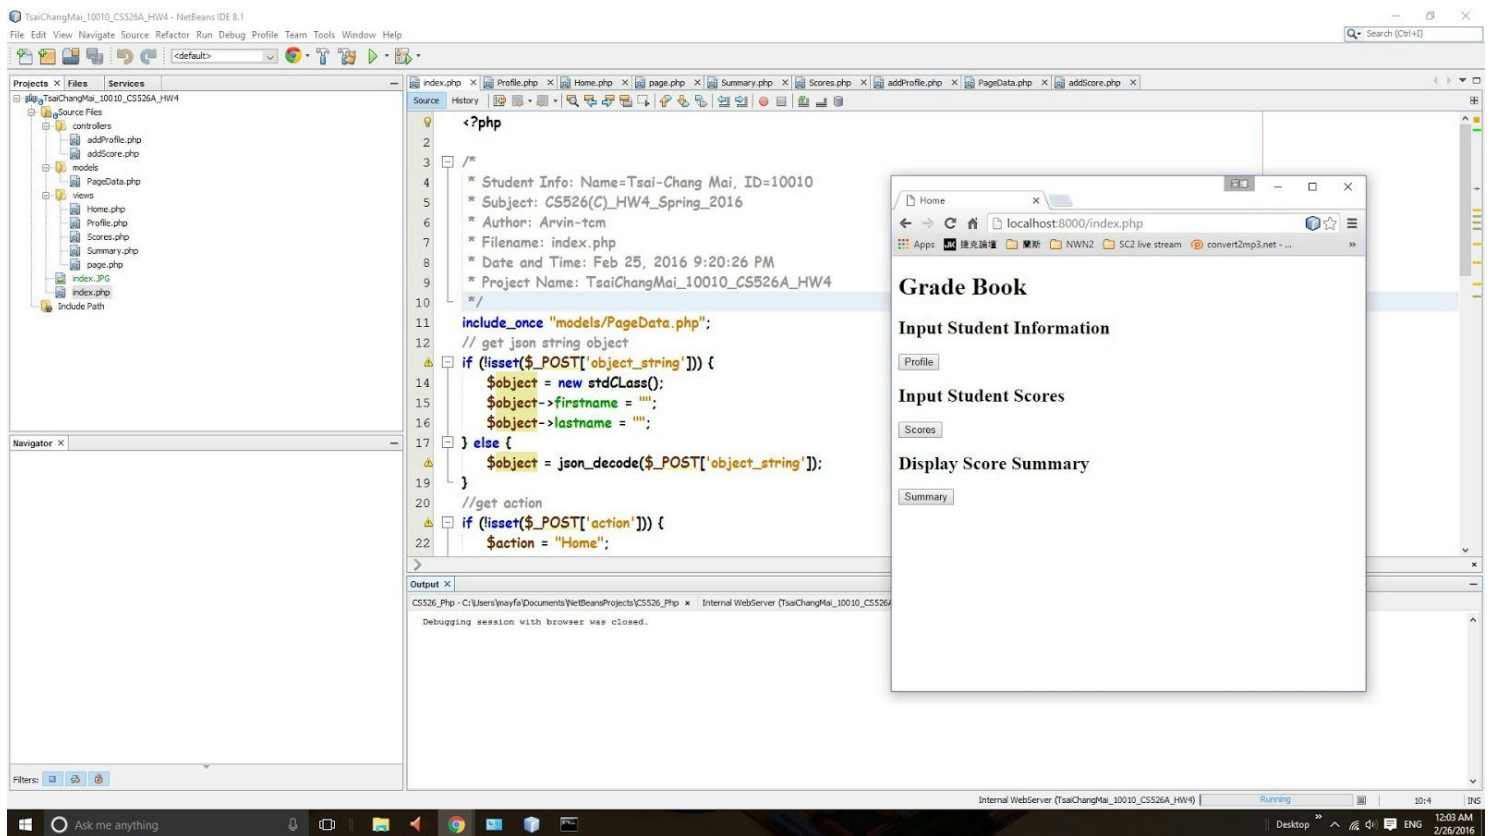 TsaiChangMai_10010_CS526A_HW4 - NetBeans IDE 8.1
File Edit View Navigate Source Refactor Run Debug Profile Team Tools Window Help
Search (Ctrl+I)
<default>
Projects Files Services
TsaiChangMai_10010_CS526A_HW4
Source Files
controllers
addProfile.php
addScore.php
models
PageData.php
views
Home.php
Profile.php
Scores.php
Summary.php
page.php
index.JPG
index.php
Include Path
Navigator
Filters:
index.php Profile.php Home.php page.php Summary.php Scores.php addProfile.php PageData.php addScore.php
Source History
<?php
2
3 /*
4 * Student Info: Name=Tsai-Chang Mai, ID=10010
5 * Subject: CS526(C)_HW4_Spring_2016
6 * Author: Arvin-tcm
7 * Filename: index.php
8 * Date and Time: Feb 25, 2016 9:20:26 PM
9 * Project Name: TsaiChangMai_10010_CS526A_HW4
10 */
11 include_once "models/PageData.php";
12 // get json string object
if (!isset($_POST['object_string'])) {
14 $object = new stdCLass();
15 $object->firstname = "";
16 $object->lastname = "";
17 } else {
$object = json_decode($_POST['object_string']);
19 }
20 //get action
if (!isset($_POST['action'])) {
22 $action = "Home";
Home
localhost:8000/index.php
Apps JK 捷克論壇 蘭斯 NWN2 SC2 live stream convert2mp3.net - ... »
Grade Book
Input Student Information
Profile
Input Student Scores
Scores
Display Score Summary
Summary
Output
CS526_Php - C:\Users\mayfa\Documents\NetBeansProjects\CS526_Php Internal WebServer (TsaiChangMai_10010_CS526A
Debugging session with browser was closed.
Internal WebServer (TsaiChangMai_10010_CS526A_HW4) Running 10:4 INS
Ask me anything
Desktop » ENG 12:03 AM
2/26/2016